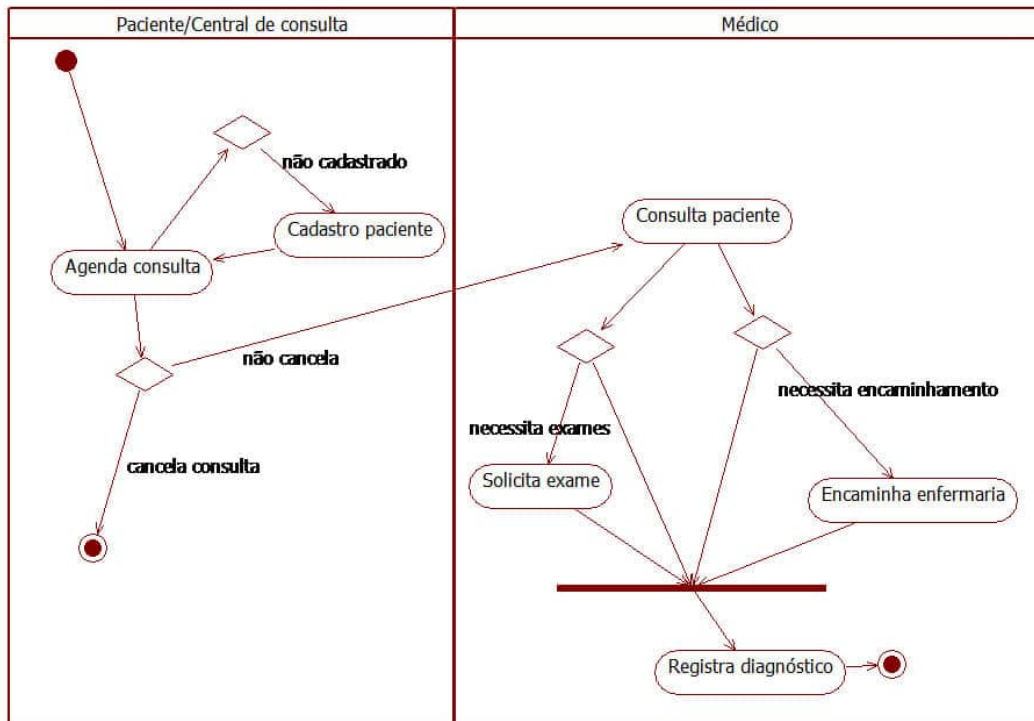 Paciente/Central de consulta
Médico
não cadastrado
Cadastro paciente
Agenda consulta
Consulta paciente
não cancela
cancela consulta
necessita encaminhamento
necessita exames
Solicita exame
Encaminha enfermaria
Registra diagnóstico